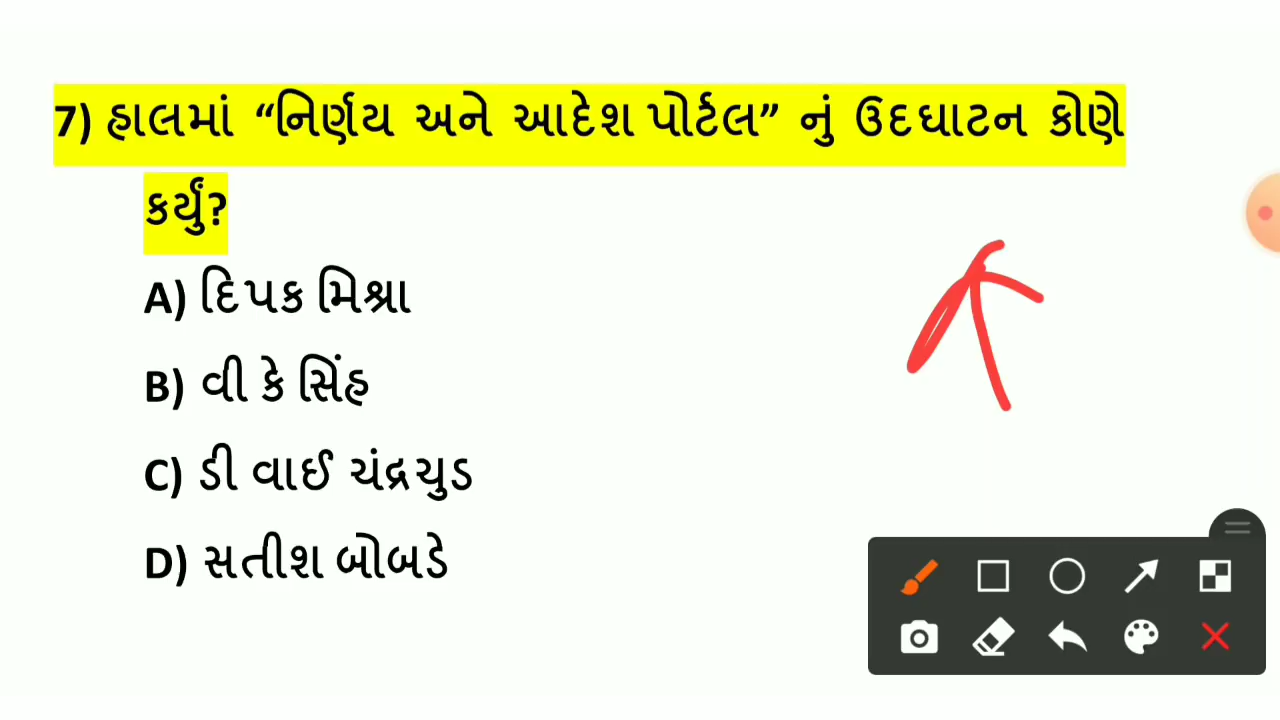 7) હાલમાં “નિર્ણય અને આદેશ પોર્ટલ” નું ઉદઘાટન કોણે
કર્યું?
A) દિપક મિશ્રા
B) વી કે સિંહ
C) ડી વાઈ ચંદ્રચુડ
D) સતીશ બોબડે